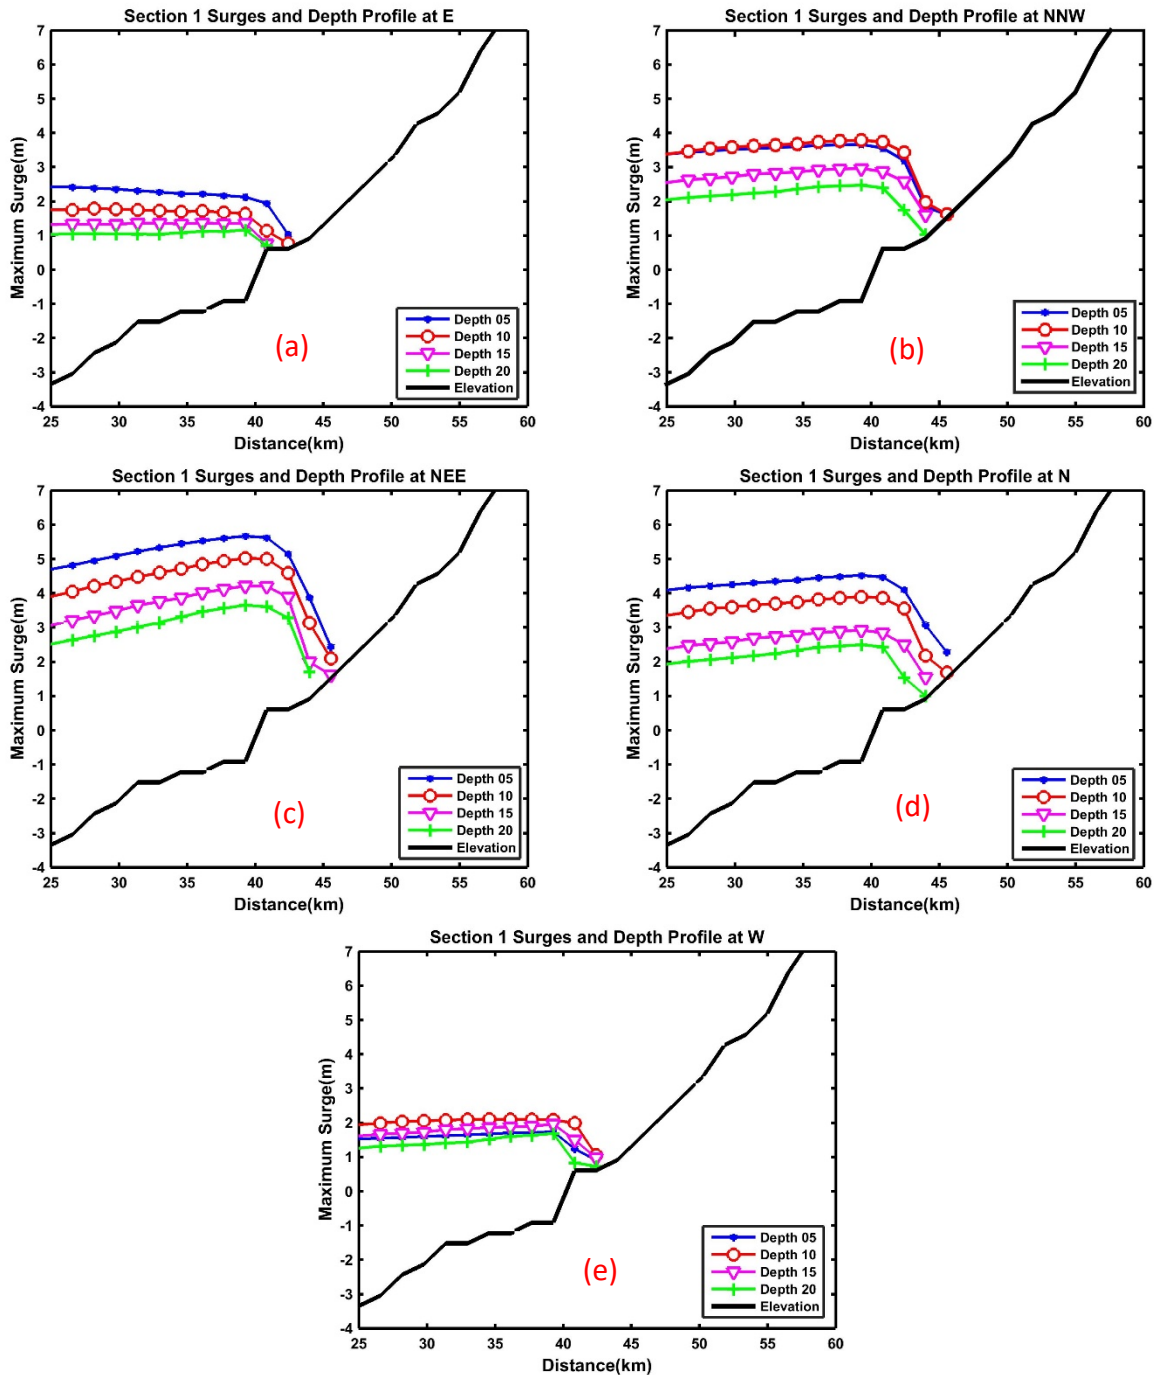 Section 1 Surges and Depth Profile at E
Maximum Surge(m)
7
6
5
4
3
2
1
0
-1
-2
-3
-4
25 30 35 40 45 50 55 60
Distance(km)
Depth 05
Depth 10
Depth 15
Depth 20
Elevation
(a)
Section 1 Surges and Depth Profile at NNW
Maximum Surge(m)
7
6
5
4
3
2
1
0
-1
-2
-3
-4
25 30 35 40 45 50 55 60
Distance(km)
Depth 05
Depth 10
Depth 15
Depth 20
Elevation
(b)
Section 1 Surges and Depth Profile at NEE
Maximum Surge(m)
7
6
5
4
3
2
1
0
-1
-2
-3
-4
25 30 35 40 45 50 55 60
Distance(km)
Depth 05
Depth 10
Depth 15
Depth 20
Elevation
(c)
Section 1 Surges and Depth Profile at N
Maximum Surge(m)
7
6
5
4
3
2
1
0
-1
-2
-3
-4
25 30 35 40 45 50 55 60
Distance(km)
Depth 05
Depth 10
Depth 15
Depth 20
Elevation
(d)
Section 1 Surges and Depth Profile at W
Maximum Surge(m)
7
6
5
4
3
2
1
0
-1
-2
-3
-4
25 30 35 40 45 50 55 60
Distance(km)
Depth 05
Depth 10
Depth 15
Depth 20
Elevation
(e)